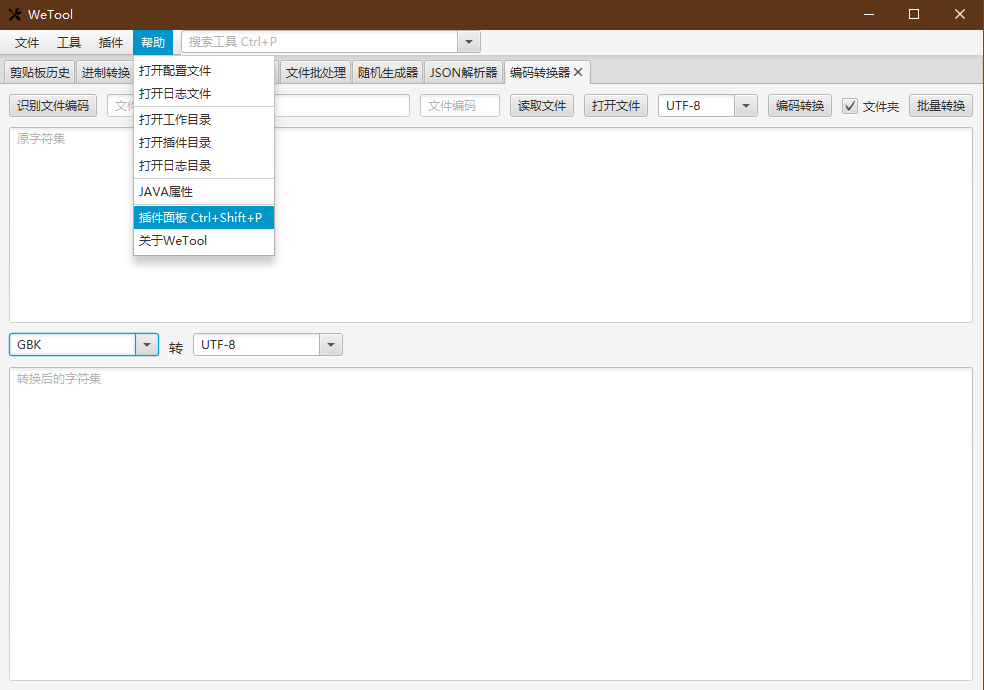 WeTool
文件 工具 插件 帮助 搜索工具 Ctrl+P
剪贴板历史 进制转换 文件批处理 随机生成器 JSON解析器 编码转换器
识别文件编码 文件编码 读取文件 打开文件 UTF-8 编码转换 文件夹 批量转换
原字符集
打开配置文件
打开日志文件
打开工作目录
打开插件目录
打开日志目录
JAVA属性
插件面板 Ctrl+Shift+P
关于WeTool
GBK 转 UTF-8
转换后的字符集